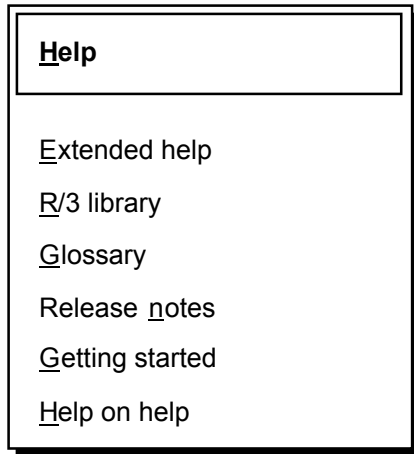 Help
Extended help
R/3 library
Glossary
Release notes
Getting started
Help on help